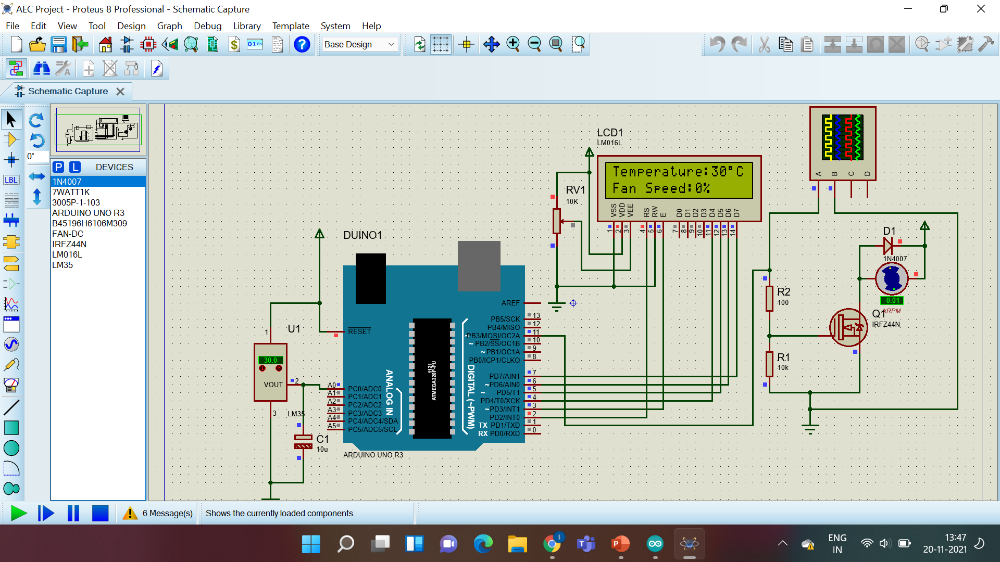 AEC Project - Proteus 8 Professional - Schematic Capture
File Edit View Tool Design Graph Debug Library Template System Help
Base Design
Schematic Capture
0°
P L DEVICES
1N4007
7WATT1K
3005P-1-103
ARDUINO UNO R3
B45196H6106M309
FAN-DC
IRFZ44N
LM016L
LM35
LBL
LCD1
LM016L
Temperature:30°C
Fan Speed:0%
VSS VDD VEE RS RW E D0 D1 D2 D3 D4 D5 D6 D7
1 2 3 4 5 6 7 8 9 10 11 12 13 14
RV1
10K
A B C D
D1
1N4007
-0.01
kRPM
Q1
IRFZ44N
R2
100
R1
10k
DUINO1
RESET
AREF
PB5/SCK 13
PB4/MISO 12
~PB3/MOSI/OC2A 11
~ PB2/SS/OC1B 10
~ PB1/OC1A 9
PB0/ICP1/CLKO 8
PD7/AIN1 7
~PD6/AIN0 6
~ PD5/T1 5
PD4/T0/XCK 4
~PD3/INT1 3
PD2/INT0 2
TX PD1/TXD 1
RX PD0/RXD 0
A0 PC0/ADC0
A1 PC1/ADC1
A2 PC2/ADC2
A3 PC3/ADC3
A4 PC4/ADC4/SDA
A5 PC5/ADC5/SCL
ANALOG IN
1121
ATMEGA328P-PU
DIGITAL (~PWM)
ARDUINO UNO R3
U1
1
30.0
VOUT 2
3
LM35
C1
10u
6 Message(s) Shows the currently loaded components.
ENG
IN
13:47
20-11-2021